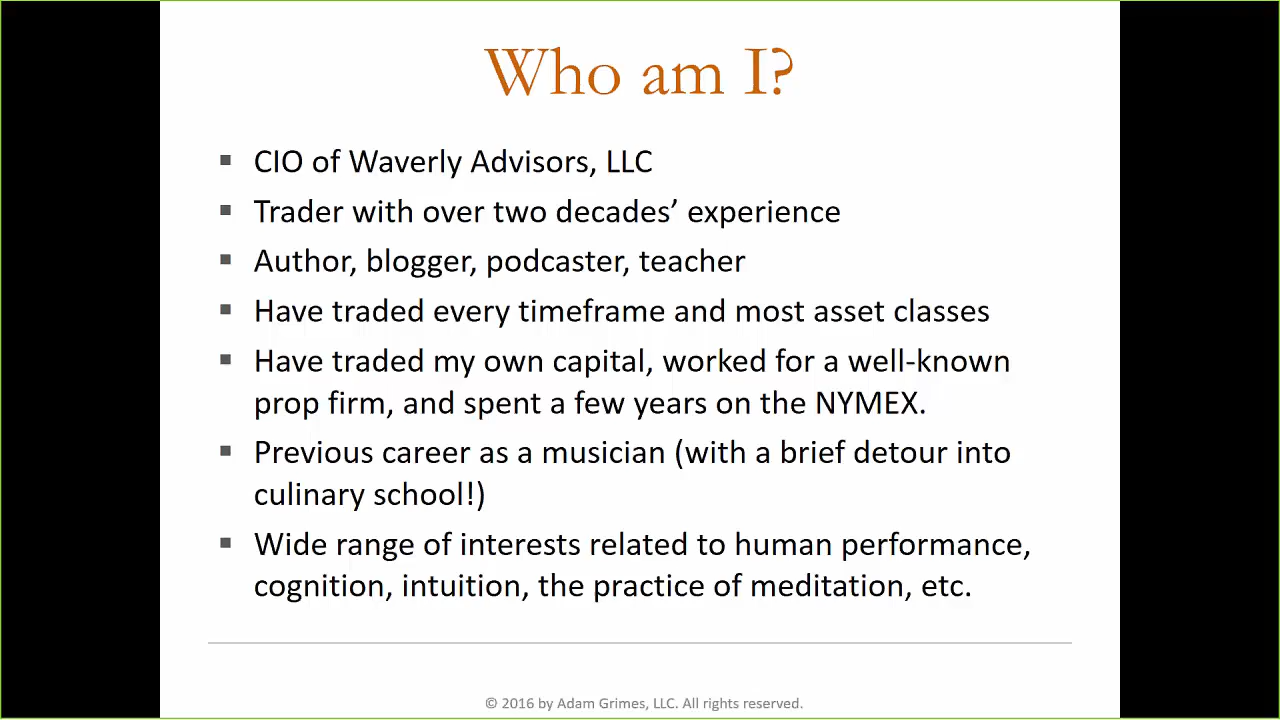 Who am I?
▪ CIO of Waverly Advisors, LLC
▪ Trader with over two decades’ experience
▪ Author, blogger, podcaster, teacher
▪ Have traded every timeframe and most asset classes
▪ Have traded my own capital, worked for a well-known
prop firm, and spent a few years on the NYMEX.
▪ Previous career as a musician (with a brief detour into
culinary school!)
▪ Wide range of interests related to human performance,
cognition, intuition, the practice of meditation, etc.
© 2016 by Adam Grimes, LLC. All rights reserved.